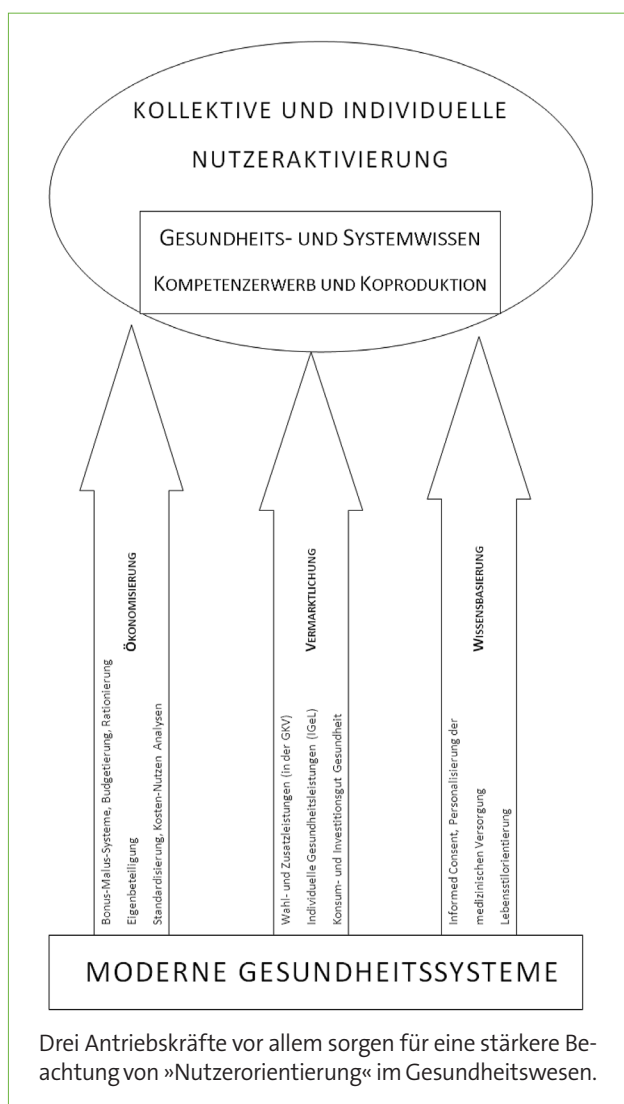 KOLLEKTIVE UND INDIVIDUELLE
NUTZERAKTIVIERUNG
GESUNDHEITS- UND SYSTEMWISSEN
KOMPETENZERWERB UND KOPRODUKTION
ÖKONOMISIERUNG
Bonus-Malus-Systeme, Budgetierung, Rationierung
Eigenbeteiligung
Standardisierung, Kosten-Nutzen Analysen
VERMARKTLICHUNG
Wahl- und Zusatzleistungen (in der GKV)
Individuelle Gesundheitsleistungen (IGeL)
Konsum- und Investitionsgut Gesundheit
WISSENSBASIERUNG
Informed Consent, Personalisierung der
medizinischen Versorgung
Lebensstilorientierung
MODERNE GESUNDHEITSSYSTEME
Drei Antriebskräfte vor allem sorgen für eine stärkere Be-
achtung von »Nutzerorientierung« im Gesundheitswesen.